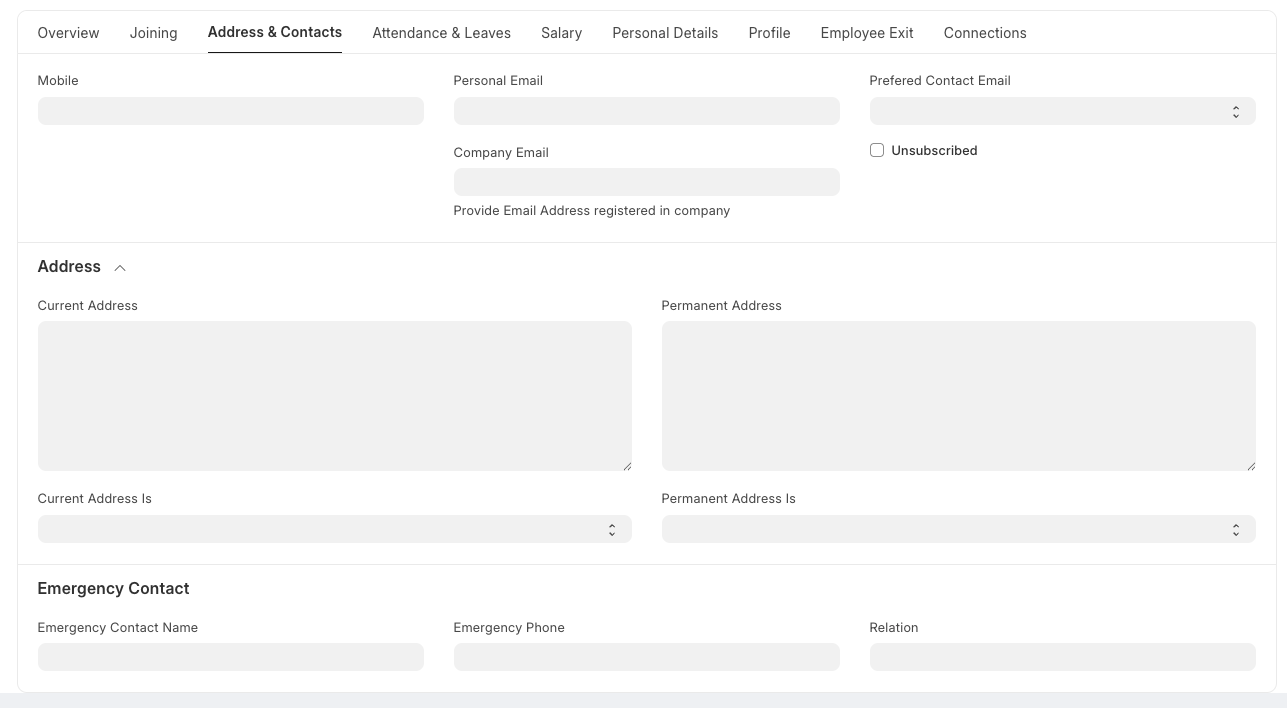 Overview Joining Address & Contacts Attendance & Leaves Salary Personal Details Profile Employee Exit Connections
Mobile Personal Email Prefered Contact Email
Company Email Unsubscribed
Provide Email Address registered in company
Address
Current Address Permanent Address
Current Address Is Permanent Address Is
Emergency Contact
Emergency Contact Name Emergency Phone Relation